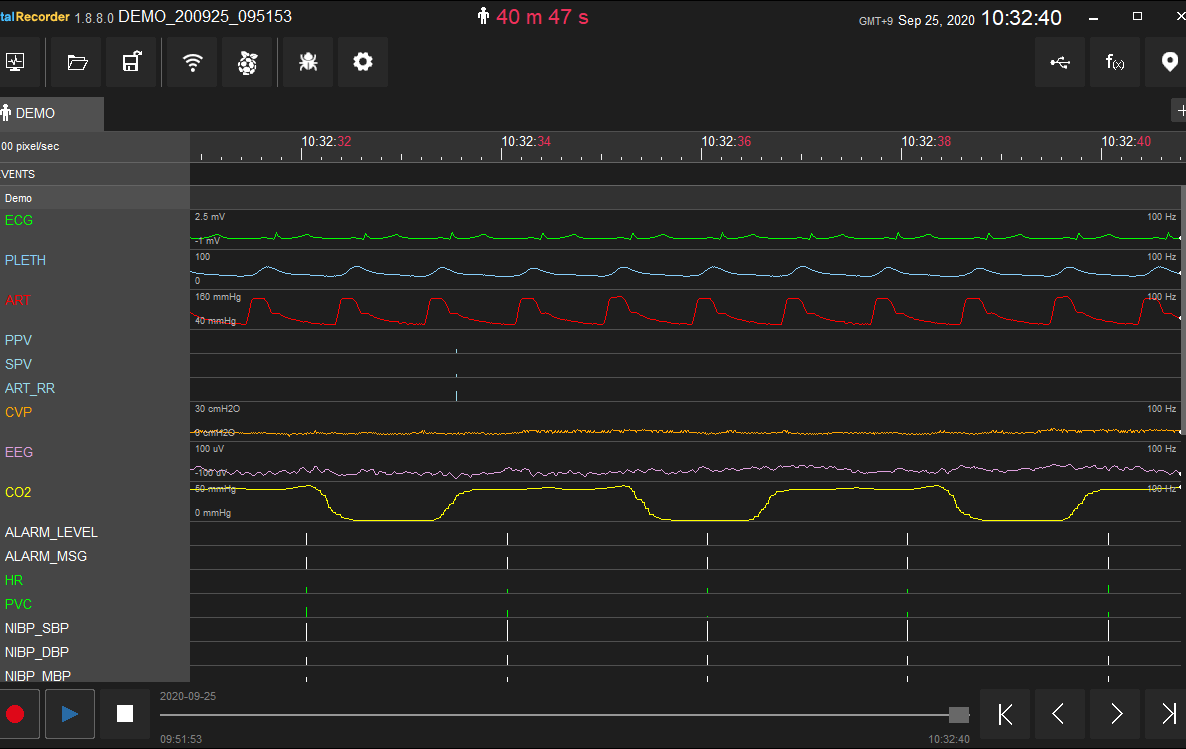 talRecorder 1.8.8.0 DEMO_200925_095153 40 m 47 s GMT+9 Sep 25, 2020 10:32:40
f(x)
DEMO
00 pixel/sec 10:32:32 10:32:34 10:32:36 10:32:38 10:32:40
VENTS
Demo
ECG 2.5 mV 100 Hz
-1 mV
PLETH 100 100 Hz
0
ART 160 mmHg 100 Hz
40 mmHg
PPV
SPV
ART_RR
CVP 30 cmH2O 100 Hz
0 cmH2O
EEG 100 uV 100 Hz
-100 uV
CO2 50 mmHg 100 Hz
0 mmHg
ALARM_LEVEL
ALARM_MSG
HR
PVC
NIBP_SBP
NIBP_DBP
NIBP_MBP
2020-09-25
09:51:53 10:32:40